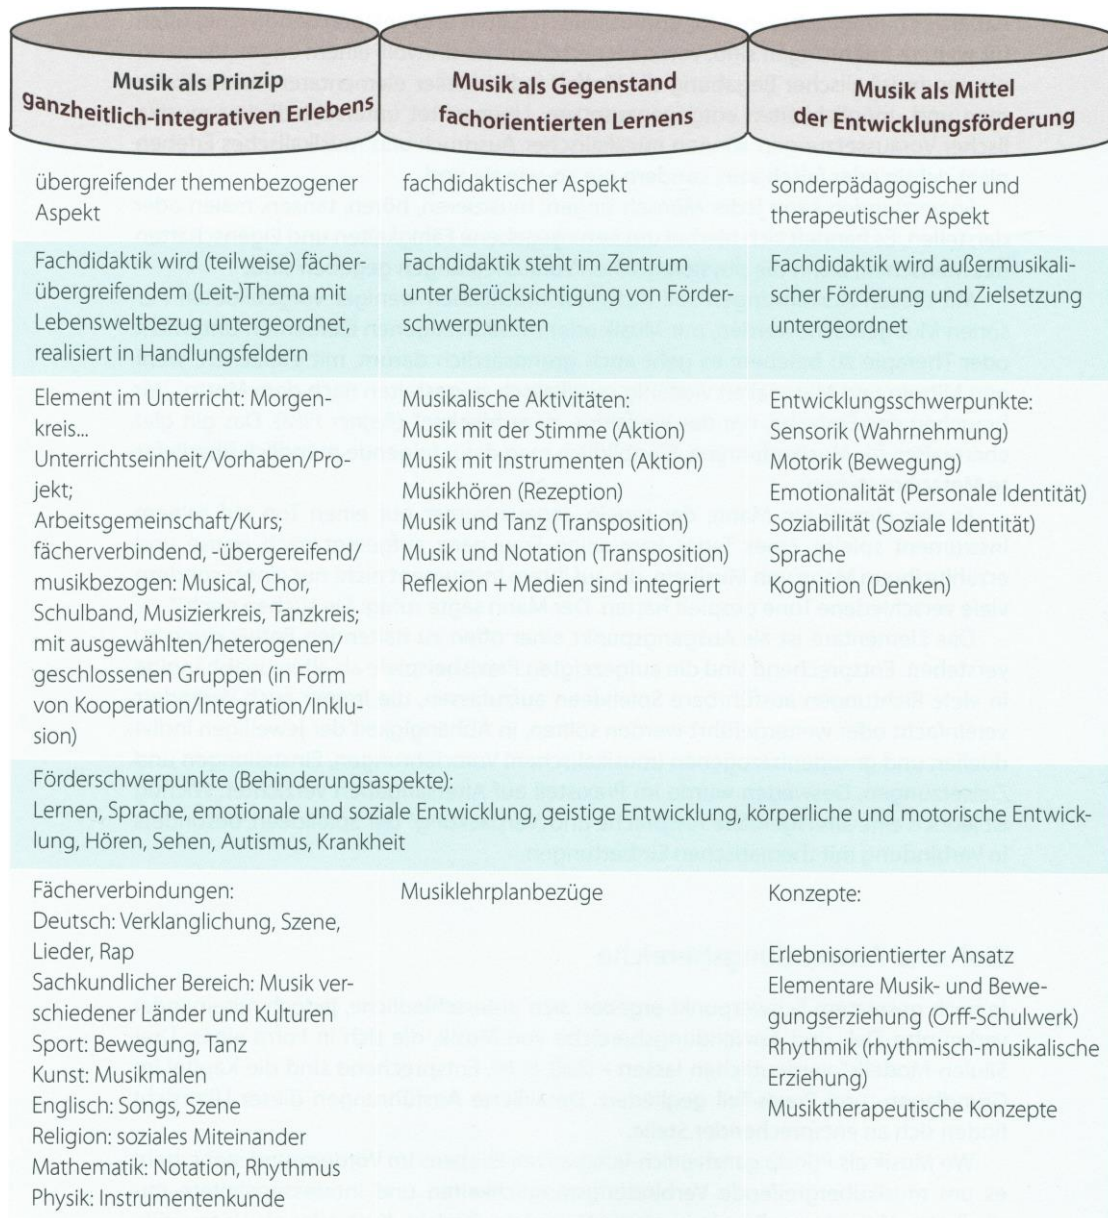 Musik als Prinzip
ganzheitlich-integrativen Erlebens
Musik als Gegenstand
fachorientierten Lernens
Musik als Mittel
der Entwicklungsförderung
übergreifender themenbezogener
Aspekt
fachdidaktischer Aspekt
sonderpädagogischer und
therapeutischer Aspekt
Fachdidaktik wird (teilweise) fächer-
übergreifendem (Leit-)Thema mit
Lebensweltbezug untergeordnet,
realisiert in Handlungsfeldern
Fachdidaktik steht im Zentrum
unter Berücksichtigung von Förder-
schwerpunkten
Fachdidaktik wird außermusikali-
scher Förderung und Zielsetzung
untergeordnet
Element im Unterricht: Morgen-
kreis...
Unterrichtseinheit/Vorhaben/Pro-
jekt;
Arbeitsgemeinschaft/Kurs;
fächerverbindend, -übergereifend/
musikbezogen: Musical, Chor,
Schulband, Musizierkreis, Tanzkreis;
mit ausgewählten/heterogenen/
geschlossenen Gruppen (in Form
von Kooperation/Integration/Inklu-
sion)
Musikalische Aktivitäten:
Musik mit der Stimme (Aktion)
Musik mit Instrumenten (Aktion)
Musikhören (Rezeption)
Musik und Tanz (Transposition)
Musik und Notation (Transposition)
Reflexion + Medien sind integriert
Entwicklungsschwerpunkte:
Sensorik (Wahrnehmung)
Motorik (Bewegung)
Emotionalität (Personale Identität)
Soziabilität (Soziale Identität)
Sprache
Kognition (Denken)
Förderschwerpunkte (Behinderungsaspekte):
Lernen, Sprache, emotionale und soziale Entwicklung, geistige Entwicklung, körperliche und motorische Entwick-
lung, Hören, Sehen, Autismus, Krankheit
Fächerverbindungen:
Deutsch: Verklanglichung, Szene,
Lieder, Rap
Sachkundlicher Bereich: Musik ver-
schiedener Länder und Kulturen
Sport: Bewegung, Tanz
Kunst: Musikmalen
Englisch: Songs, Szene
Religion: soziales Miteinander
Mathematik: Notation, Rhythmus
Physik: Instrumentenkunde
Musiklehrplanbezüge
Konzepte:
Erlebnisorientierter Ansatz
Elementare Musik- und Bewe-
gungserziehung (Orff-Schulwerk)
Rhythmik (rhythmisch-musikalische
Erziehung)
Musiktherapeutische Konzepte